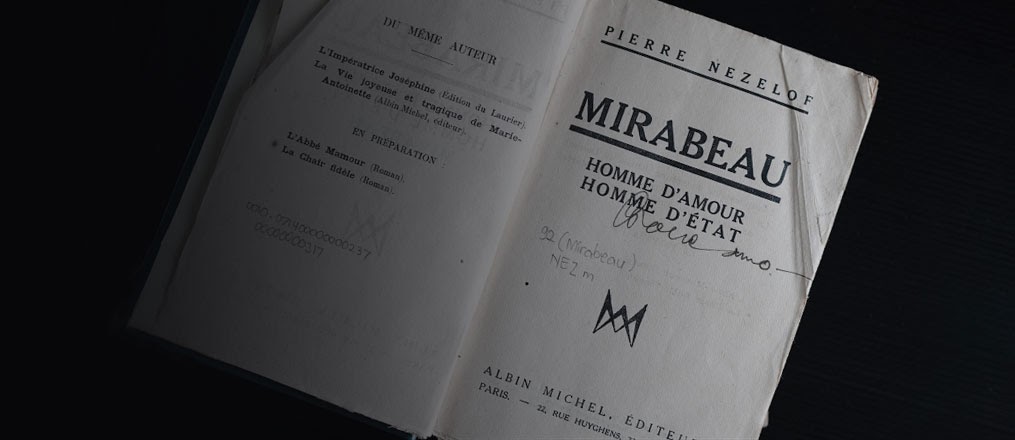 DU MÊME AUTEUR
L'Impératrice Joséphine (Édition du Laurier).
La Vie joyeuse et tragique de Marie-
Antoinette (Albin Michel, éditeur).
EN PRÉPARATION :
L'Abbé Mamour (Roman).
La Chair fidèle (Roman).
PIERRE NEZELOF
MIRABEAU
HOMME D'AMOUR
HOMME D'ÉTAT
92 (Mirabeau)
NEZ m
ALBIN MICHEL, ÉDITEU
PARIS. — 22, RUE HUYGHENS,